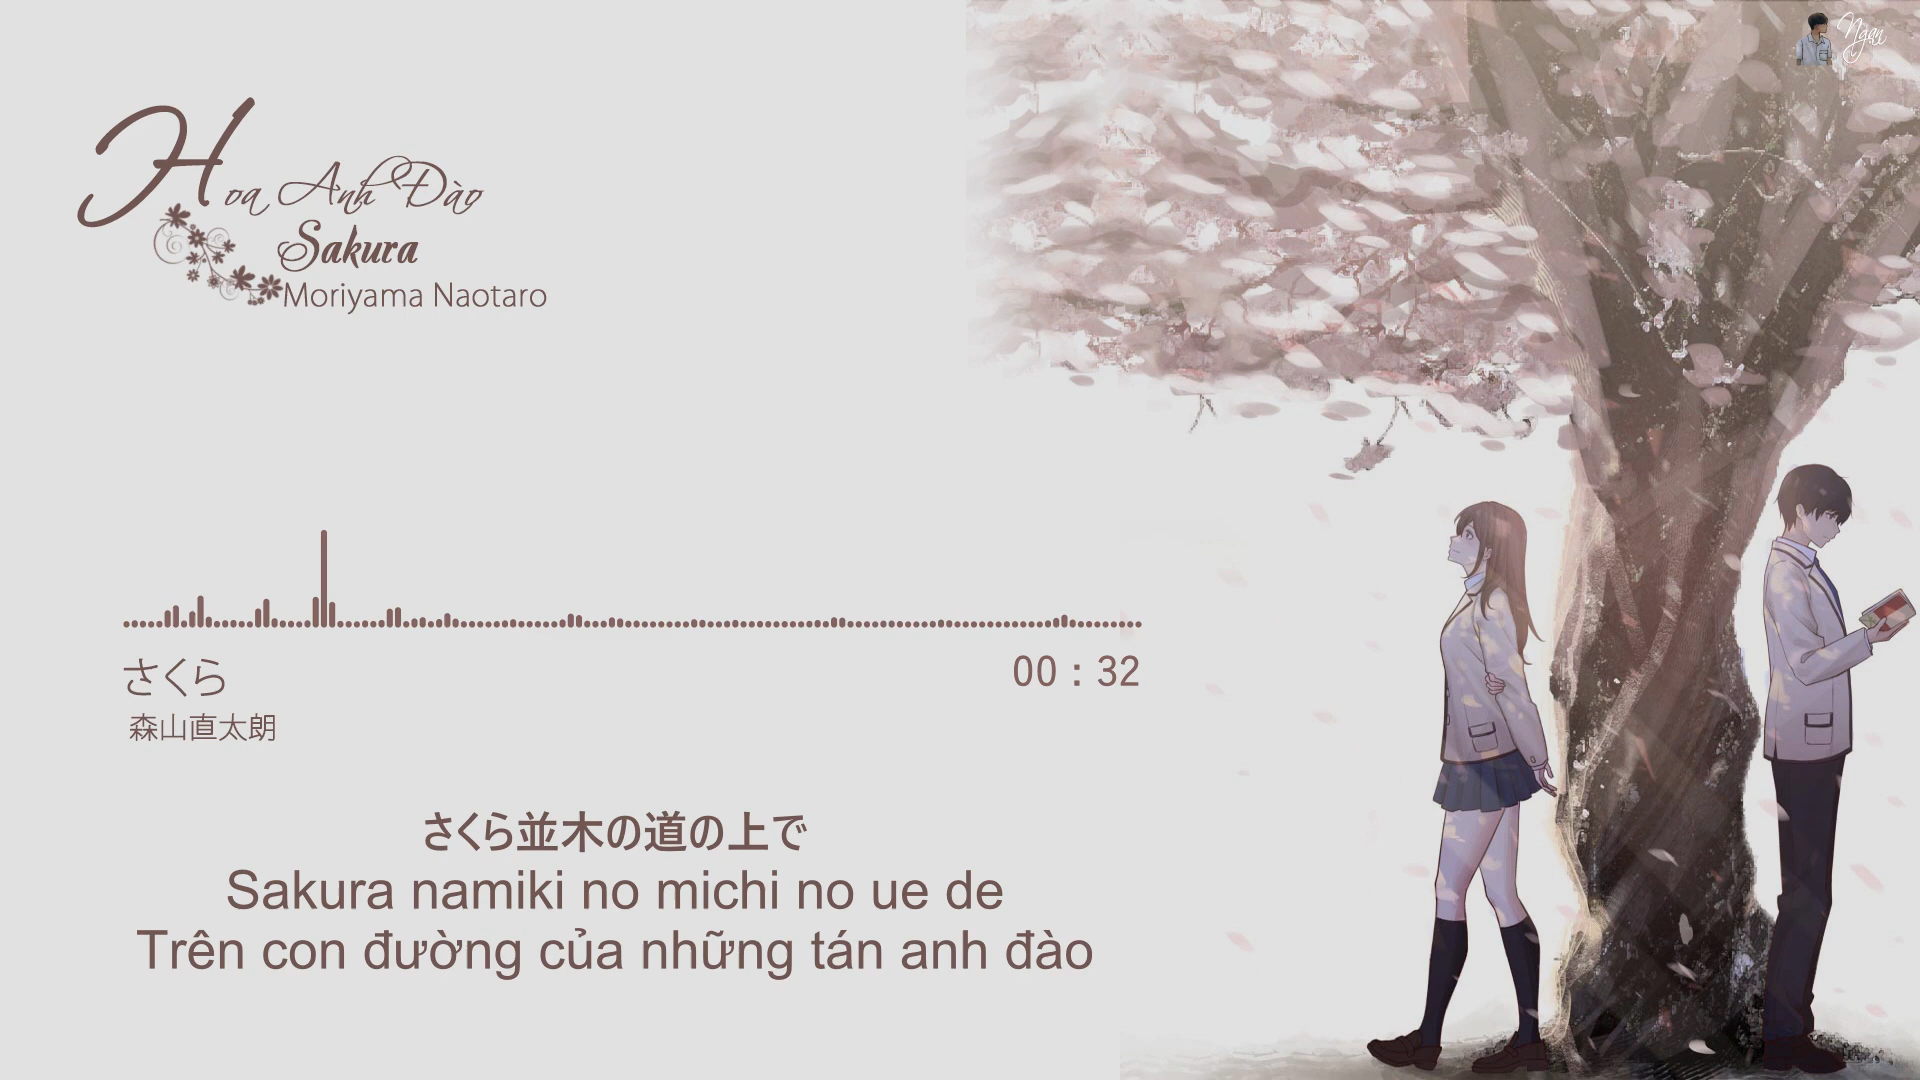 Hoa Anh Đào
Sakura
Moriyama Naotaro
Ngan
さくら
00 : 32
森山直太朗
さくら並木の道の上で
Sakura namiki no michi no ue de
Trên con đường của những tán anh đào